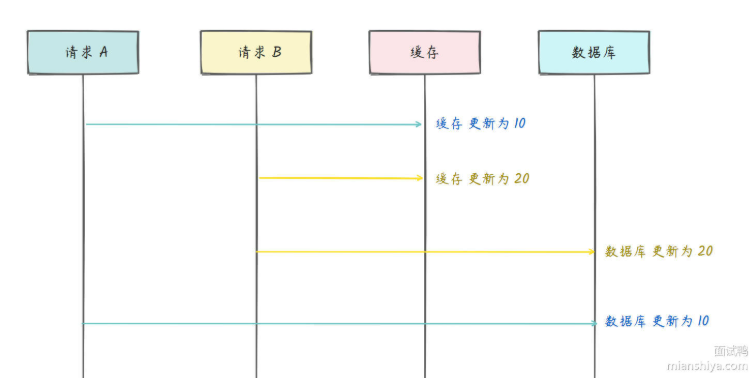 请求 A 请求 B 缓存 数据库
缓存 更新为 10
缓存 更新为 20
数据库 更新为 20
数据库 更新为 10
面试鸭
mianshiya.com